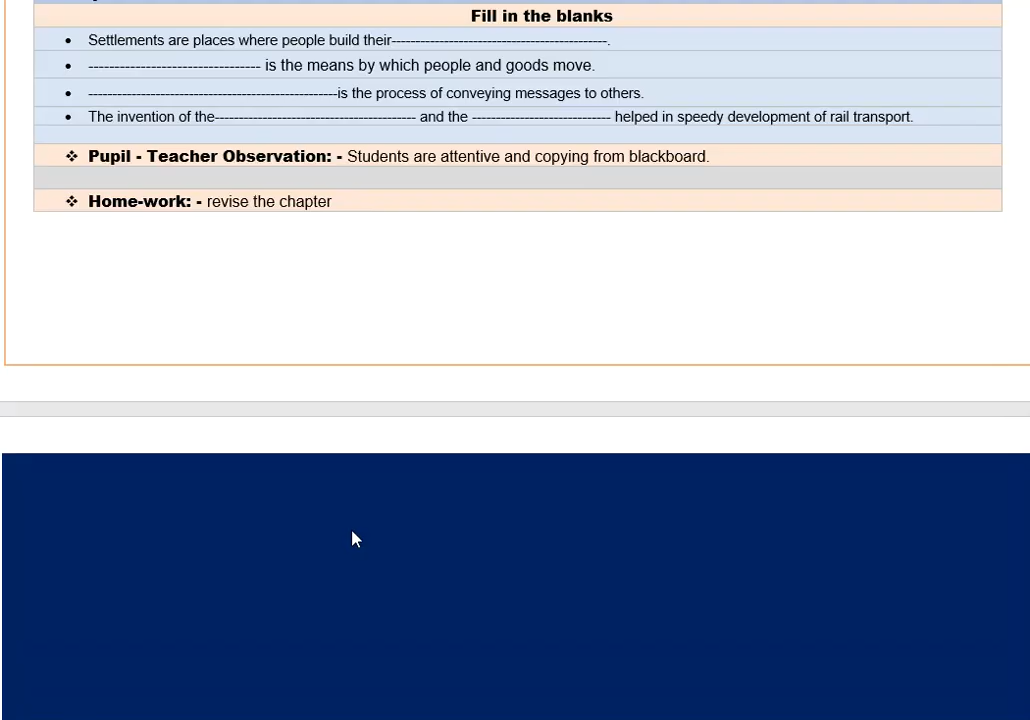 Fill in the blanks
• Settlements are places where people build their---------------------------------------------.
• --------------------------------- is the means by which people and goods move.
• ----------------------------------------------------is the process of conveying messages to others.
• The invention of the------------------------------------------ and the ----------------------------- helped in speedy development of rail transport.
❖ Pupil - Teacher Observation: - Students are attentive and copying from blackboard.
❖ Home-work: - revise the chapter